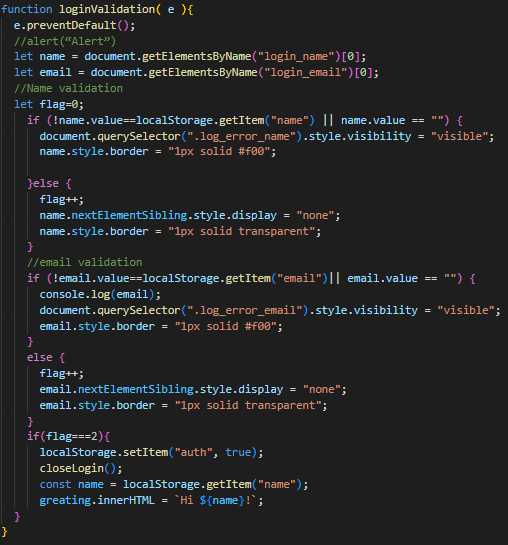 function loginValidation( e ){
e.preventDefault();
//alert(“Alert”)
let name = document.getElementsByName("login_name")[0];
let email = document.getElementsByName("login_email")[0];
//Name validation
let flag=0;
if (!name.value==localStorage.getItem("name") || name.value == "") {
document.querySelector(".log_error_name").style.visibility = "visible";
name.style.border = "1px solid #f00";
}else {
flag++;
name.nextElementSibling.style.display = "none";
name.style.border = "1px solid transparent";
}
//email validation
if (!email.value==localStorage.getItem("email")|| email.value == "") {
console.log(email);
document.querySelector(".log_error_email").style.visibility = "visible";
email.style.border = "1px solid #f00";
}
else {
flag++;
email.nextElementSibling.style.display = "none";
email.style.border = "1px solid transparent";
}
if(flag===2){
localStorage.setItem("auth", true);
closeLogin();
const name = localStorage.getItem("name");
greating.innerHTML = `Hi ${name}!`;
}
}